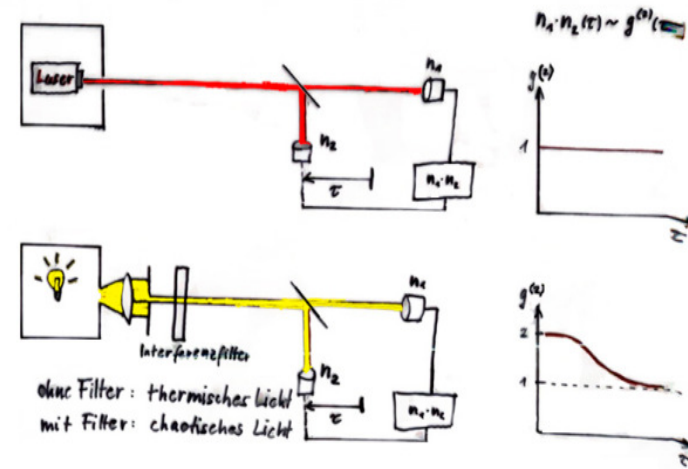 n₁·n₂(τ) ~ g⁽²⁾(τ
Laser
n₁
n₂
τ
n₁·n₂
g⁽²⁾
1
τ
Interferenzfilter
n₁
n₂
τ
n₁·n₂
g⁽²⁾
2
1
τ
ohne Filter: thermisches Licht
mit Filter: chaotisches Licht